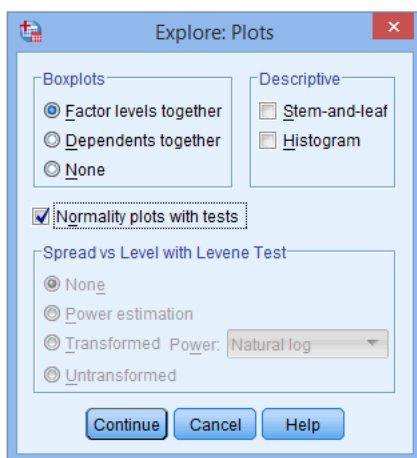 Explore: Plots
Boxplots
Factor levels together
Dependents together
None
Descriptive
Stem-and-leaf
Histogram
Normality plots with tests
Spread vs Level with Levene Test
None
Power estimation
Transformed Power: Natural log
Untransformed
Continue Cancel Help